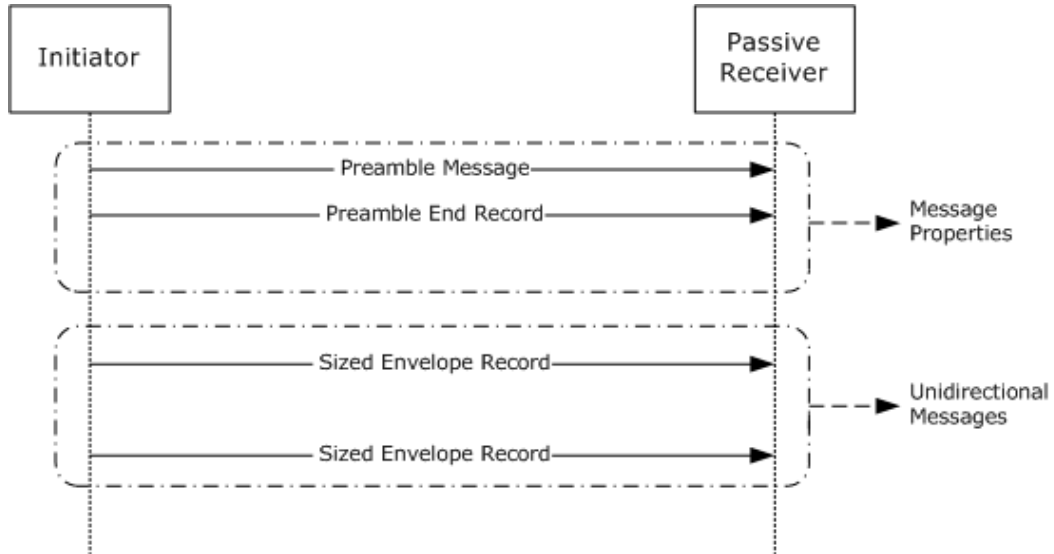 Initiator
Passive
Receiver
Preamble Message
Preamble End Record
Message
Properties
Sized Envelope Record
Unidirectional
Messages
Sized Envelope Record